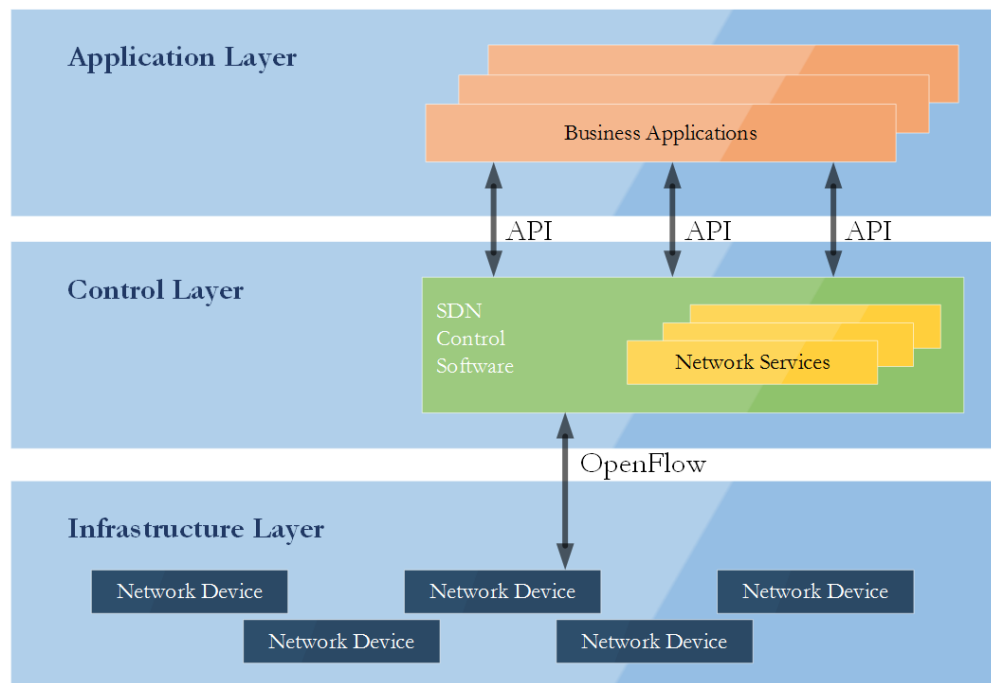 Application Layer
Business Applications
API
API
API
Control Layer
SDN
Control
Software
Network Services
OpenFlow
Infrastructure Layer
Network Device
Network Device
Network Device
Network Device
Network Device